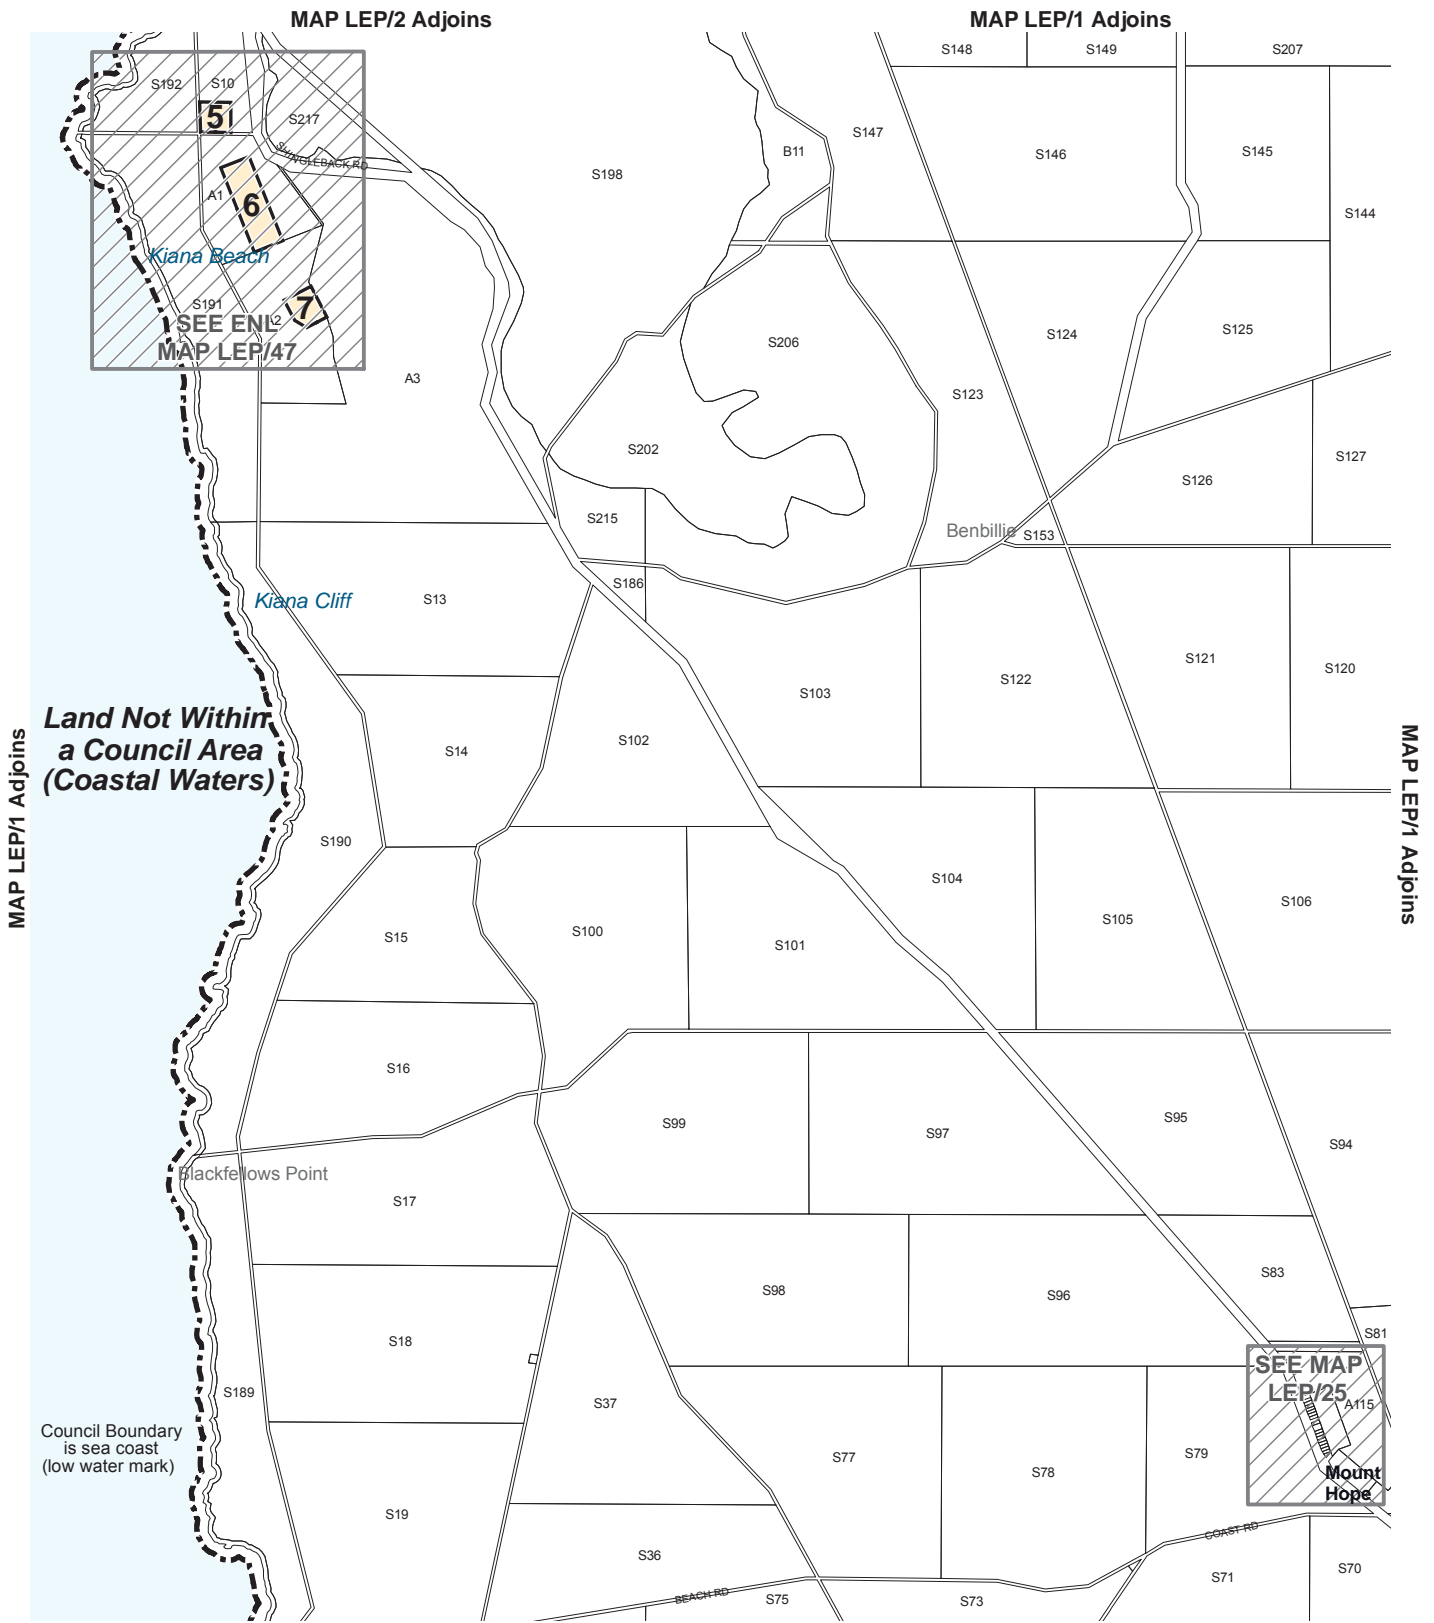 MAP LEP/2 Adjoins
MAP LEP/1 Adjoins
S148
S149
S207
S192
S10
5
S217
S147
B11
S146
S145
SHINGLEBACK RD
S198
A1
6
S144
Kiana Beach
S191
7
A2
SEE ENL
MAP LEP/47
S206
S124
S125
A3
S123
S202
S127
S126
S215
Benbillie
S153
S186
Kiana Cliff
S13
S121
S120
S122
S103
Land Not Within
a Council Area
(Coastal Waters)
S14
S102
MAP LEP/1 Adjoins
MAP LEP/1 Adjoins
S190
S104
S106
S105
S15
S100
S101
S16
S99
S97
S95
S94
Blackfellows Point
S17
S98
S96
S83
S18
S81
SEE MAP
LEP/25
A115
S189
S37
Council Boundary
is sea coast
(low water mark)
S77
S78
S79
Mount
Hope
S19
COAST RD
S36
S70
S71
BEACH RD
S75
S73